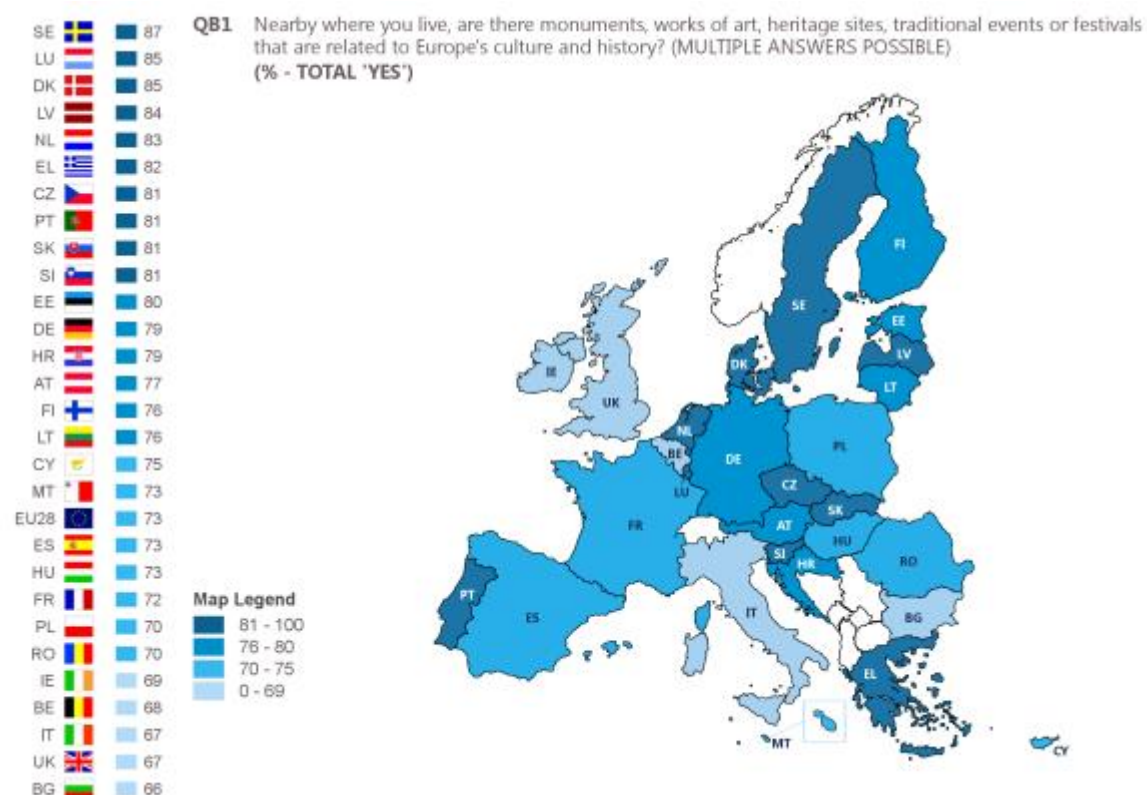 QB1 Nearby where you live, are there monuments, works of art, heritage sites, traditional events or festivals
that are related to Europe's culture and history? (MULTIPLE ANSWERS POSSIBLE)
(% - TOTAL 'YES')
SE 87
LU 85
DK 85
LV 84
NL 83
EL 82
CZ 81
PT 81
SK 81
SI 81
EE 80
DE 79
HR 79
AT 77
FI 76
LT 76
CY 75
MT 73
EU28 73
ES 73
HU 73
FR 72
PL 70
RO 70
IE 69
BE 68
IT 67
UK 67
BG 66
Map Legend
81 - 100
76 - 80
70 - 75
0 - 69
FI
SE
EE
LV
DK
LT
IE
UK
NL
BE
DE
PL
LU
CZ
SK
FR
AT
HU
SI
HR
RO
PT
ES
IT
BG
EL
MT
CY